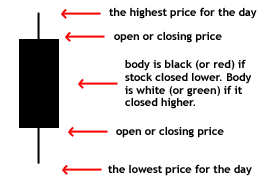 the highest price for the day
open or closing price
body is black (or red) if
stock closed lower. Body
is white (or green) if it
closed higher.
open or closing price
the lowest price for the day